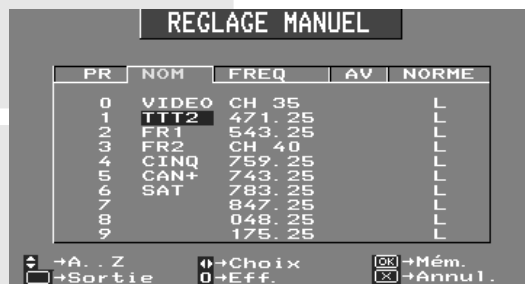 REGLAGE MANUEL
PR NOM FREQ AV NORME
0 VIDEO CH 35 L
1 TTT2 471.25 L
2 FR1 543.25 L
3 FR2 CH 40 L
4 CINQ 759.25 L
5 CAN+ 743.25 L
6 SAT 783.25 L
7 847.25 L
8 048.25 L
9 175.25 L
→A..Z →Choix OK→Mém.
→Sortie 0→Eff. X→Annul.